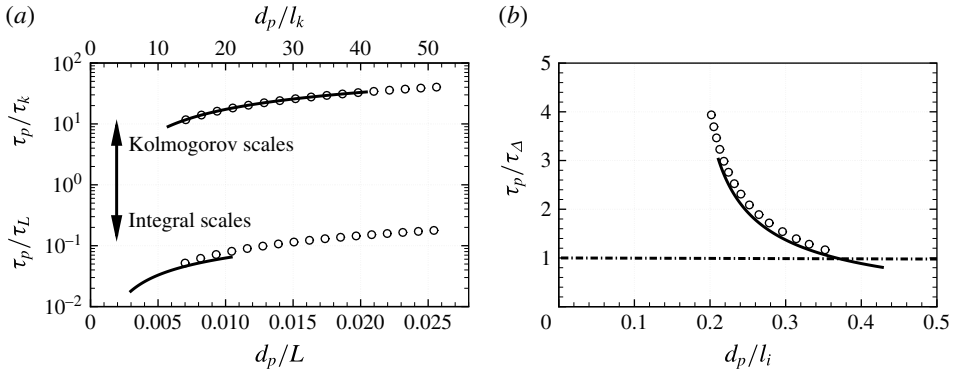 (a)
d_p/l_k
0 10 20 30 40 50
10^2
10^1
10^0
10^−1
10^−2
τ_p/τ_k
τ_p/τ_L
Kolmogorov scales
Integral scales
0 0.005 0.010 0.015 0.020 0.025
d_p/L
(b)
5
4
3
2
1
0
τ_p/τ_Δ
0.1 0.2 0.3 0.4 0.5
d_p/l_i